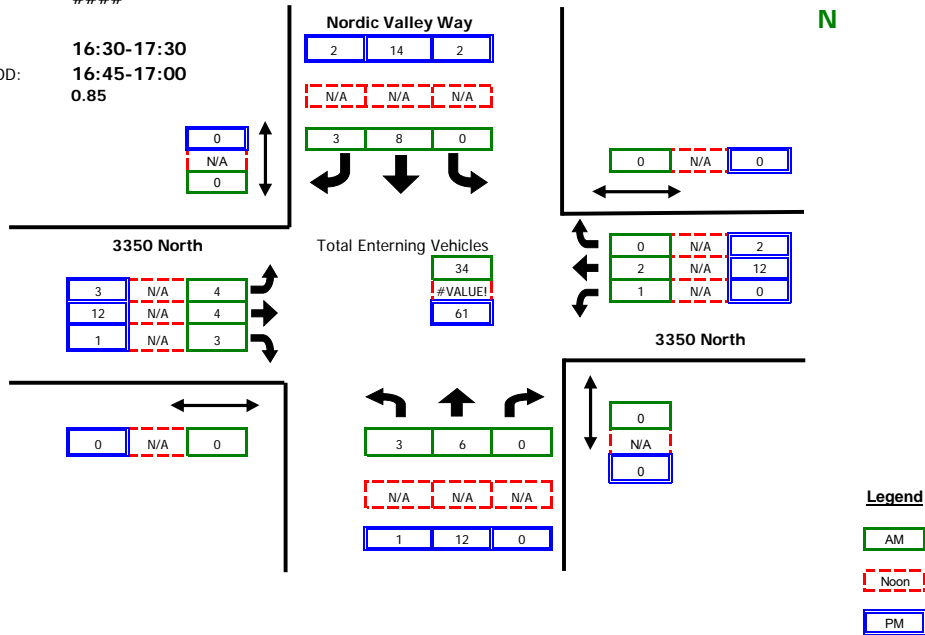 ####
Nordic Valley Way
N
16:30-17:30
2 14 2
OD: 16:45-17:00
0.85
N/A N/A N/A
0
N/A
0
3 8 0
0 N/A 0
3350 North
Total Enterning Vehicles
34
#VALUE!
61
0 N/A 2
2 N/A 12
1 N/A 0
3 N/A 4
12 N/A 4
1 N/A 3
3350 North
0 N/A 0
3 6 0
0
N/A
0
N/A N/A N/A
1 12 0
Legend
AM
Noon
PM